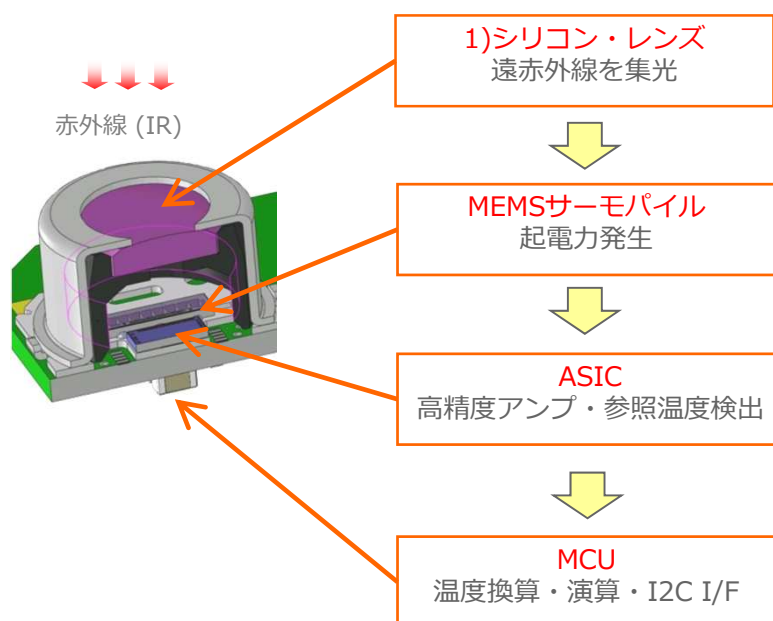 1)シリコン・レンズ
遠赤外線を集光
赤外線 (IR)
MEMSサーモパイル
起電力発生
ASIC
高精度アンプ・参照温度検出
MCU
温度換算・演算・I2C I/F